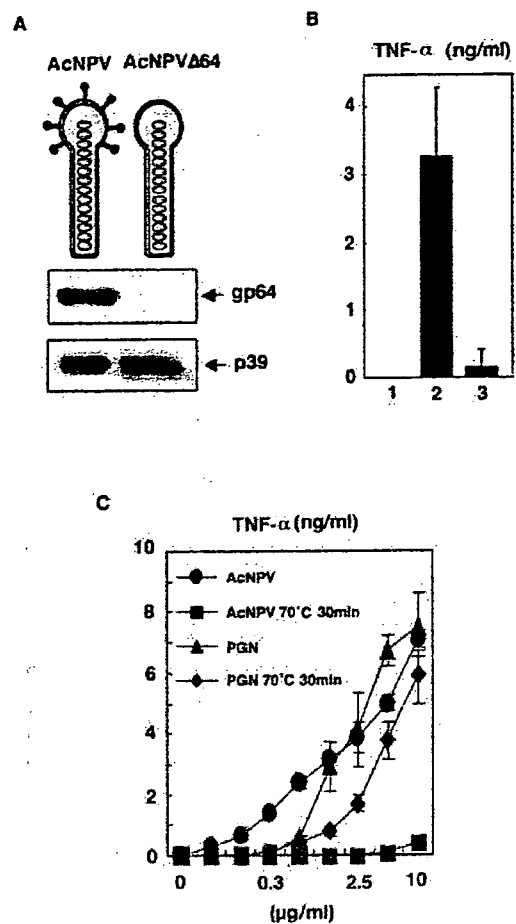 A
AcNPV AcNPVΔ64
gp64
p39
B
TNF-α (ng/ml)
4
3
2
1
0
1 2 3
C
TNF-α (ng/ml)
10
8
6
4
2
0
AcNPV
AcNPV 70°C 30min
PGN
PGN 70°C 30min
0 0.3 2.5 10
(µg/ml)